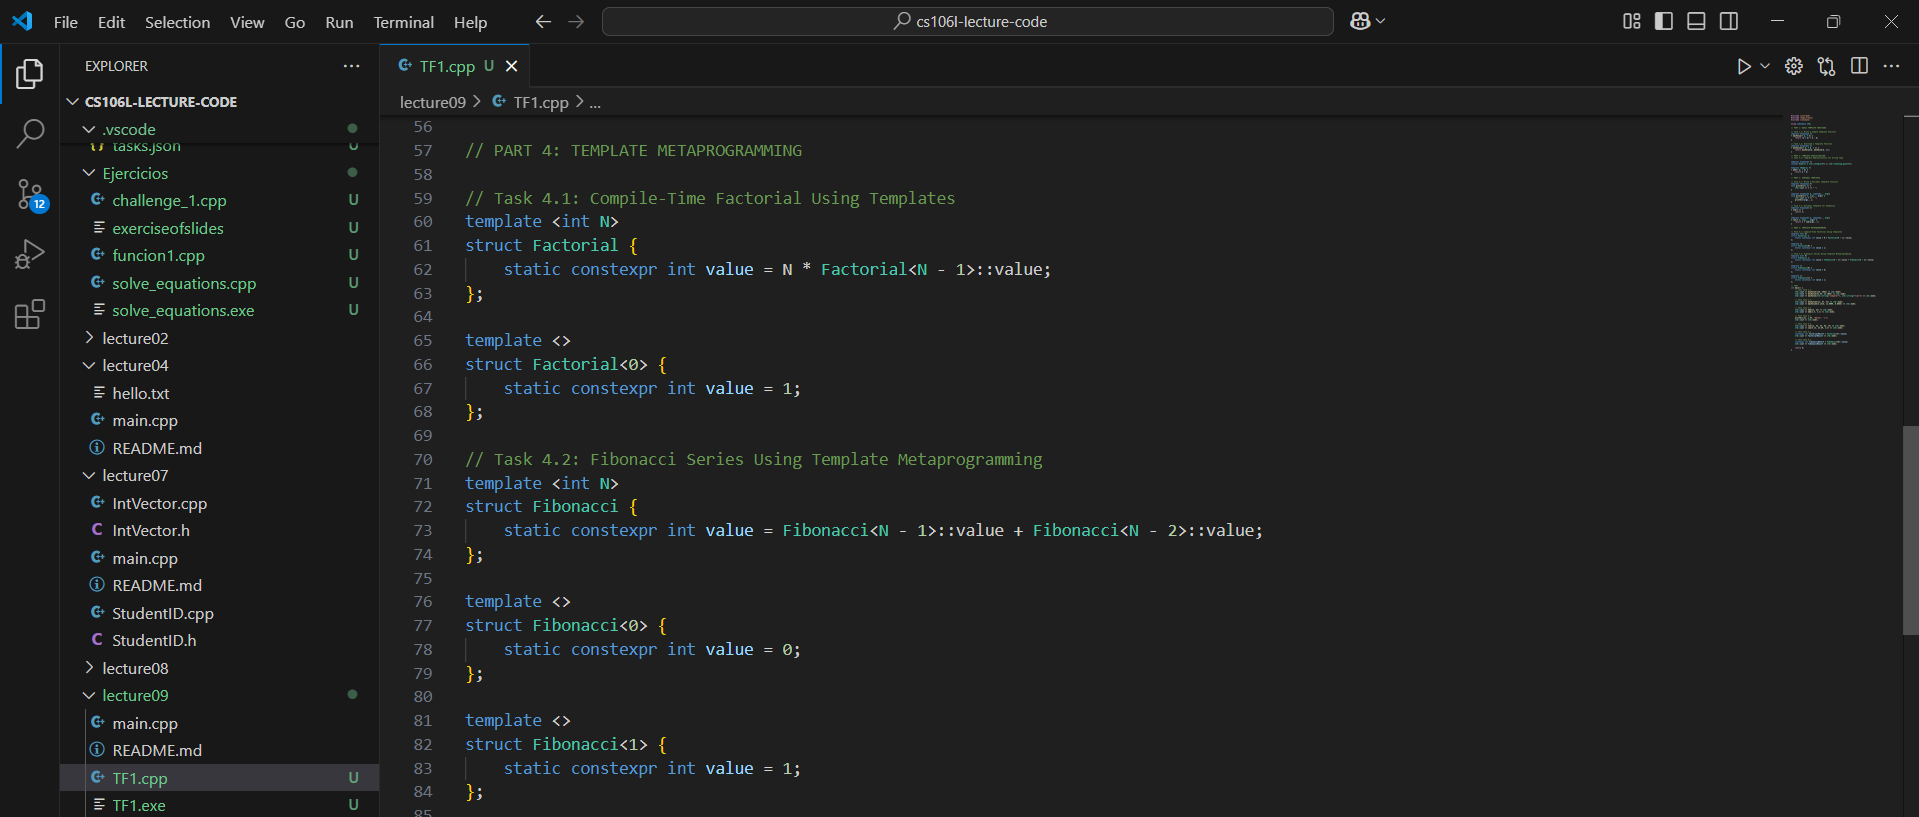 File Edit Selection View Go Run Terminal Help
cs106l-lecture-code
EXPLORER
CS106L-LECTURE-CODE
.vscode
tasks.json U
Ejercicios
challenge_1.cpp U
exerciseofslides U
funcion1.cpp U
solve_equations.cpp U
solve_equations.exe U
lecture02
lecture04
hello.txt
main.cpp
README.md
lecture07
IntVector.cpp
IntVector.h
main.cpp
README.md
StudentID.cpp
StudentID.h
lecture08
lecture09
main.cpp
README.md
TF1.cpp U
TF1.exe U
12
TF1.cpp U
lecture09 > TF1.cpp > ...
56
57 // PART 4: TEMPLATE METAPROGRAMMING
58
59 // Task 4.1: Compile-Time Factorial Using Templates
60 template <int N>
61 struct Factorial {
62 static constexpr int value = N * Factorial<N - 1>::value;
63 };
64
65 template <>
66 struct Factorial<0> {
67 static constexpr int value = 1;
68 };
69
70 // Task 4.2: Fibonacci Series Using Template Metaprogramming
71 template <int N>
72 struct Fibonacci {
73 static constexpr int value = Fibonacci<N - 1>::value + Fibonacci<N - 2>::value;
74 };
75
76 template <>
77 struct Fibonacci<0> {
78 static constexpr int value = 0;
79 };
80
81 template <>
82 struct Fibonacci<1> {
83 static constexpr int value = 1;
84 };
85